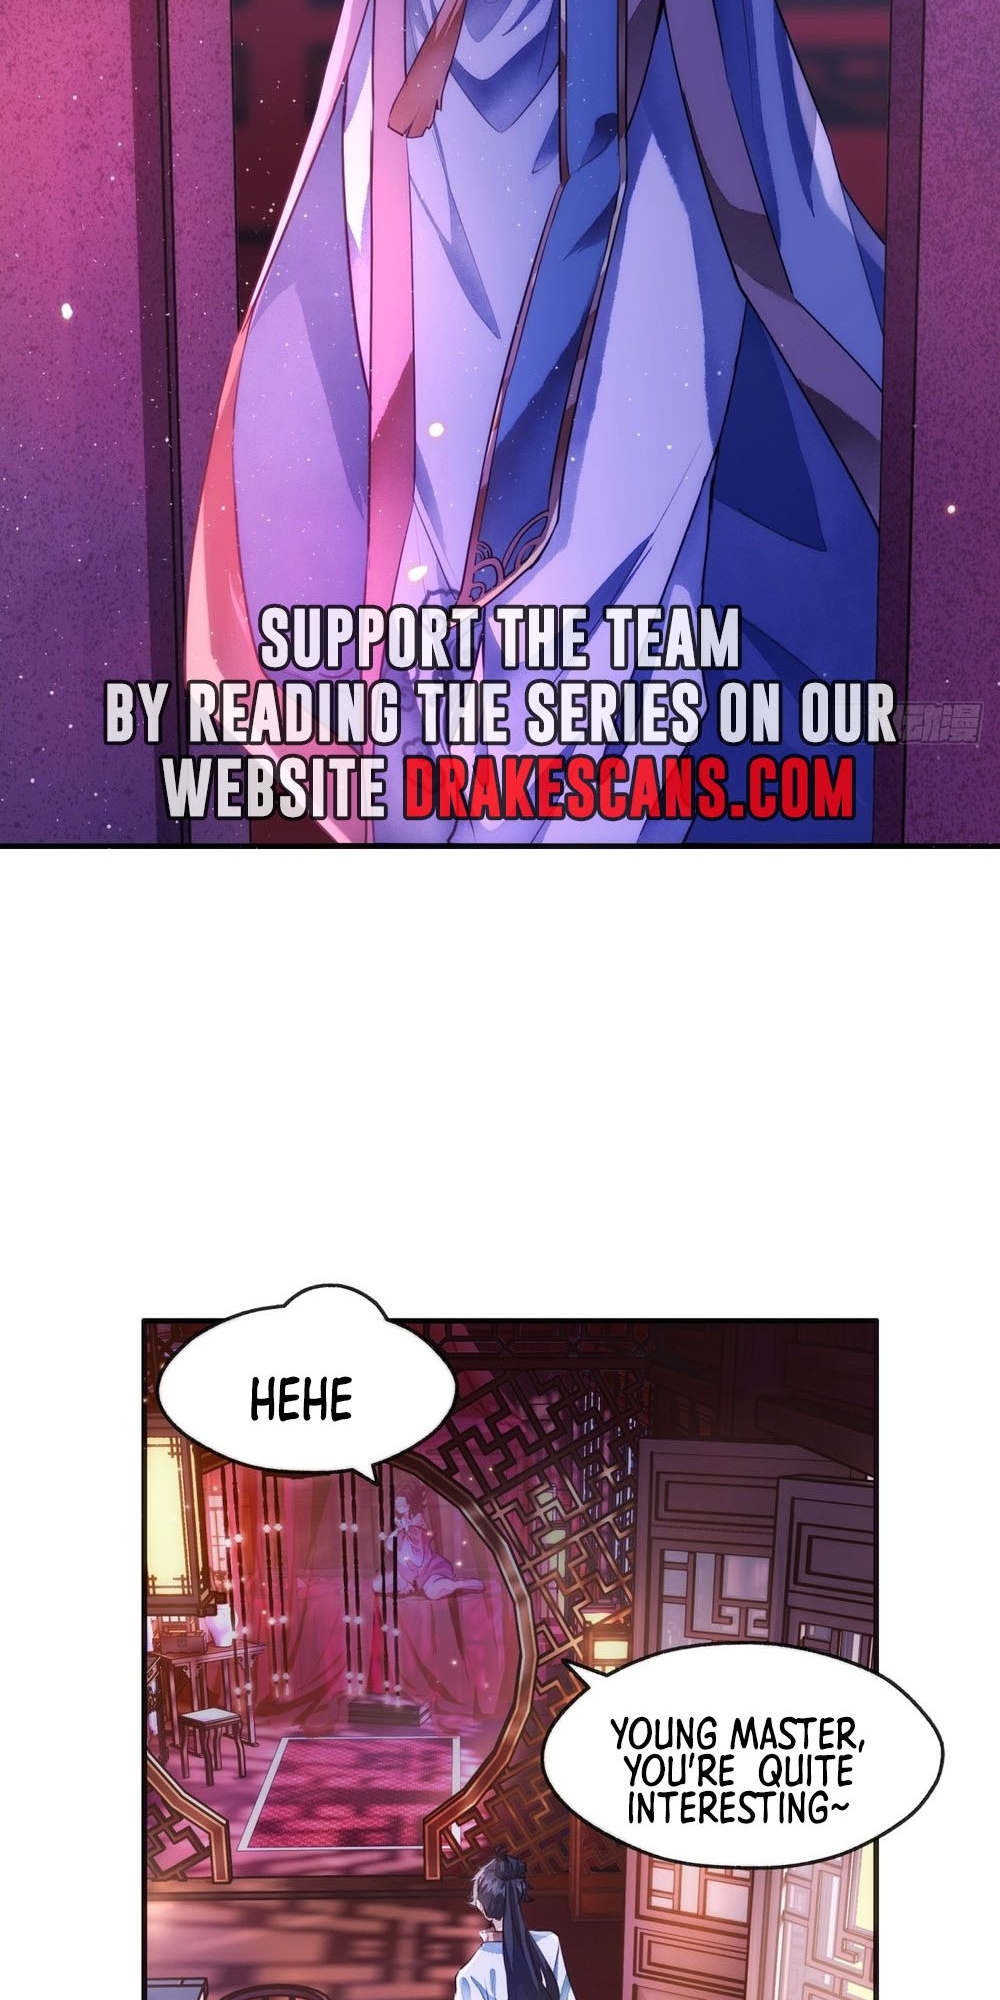 SUPPORT THE TEAM
BY READING THE SERIES ON OUR
动漫
WEBSITE DRAKESCANS.COM
HEHE
YOUNG MASTER,
YOU'RE QUITE
INTERESTING~